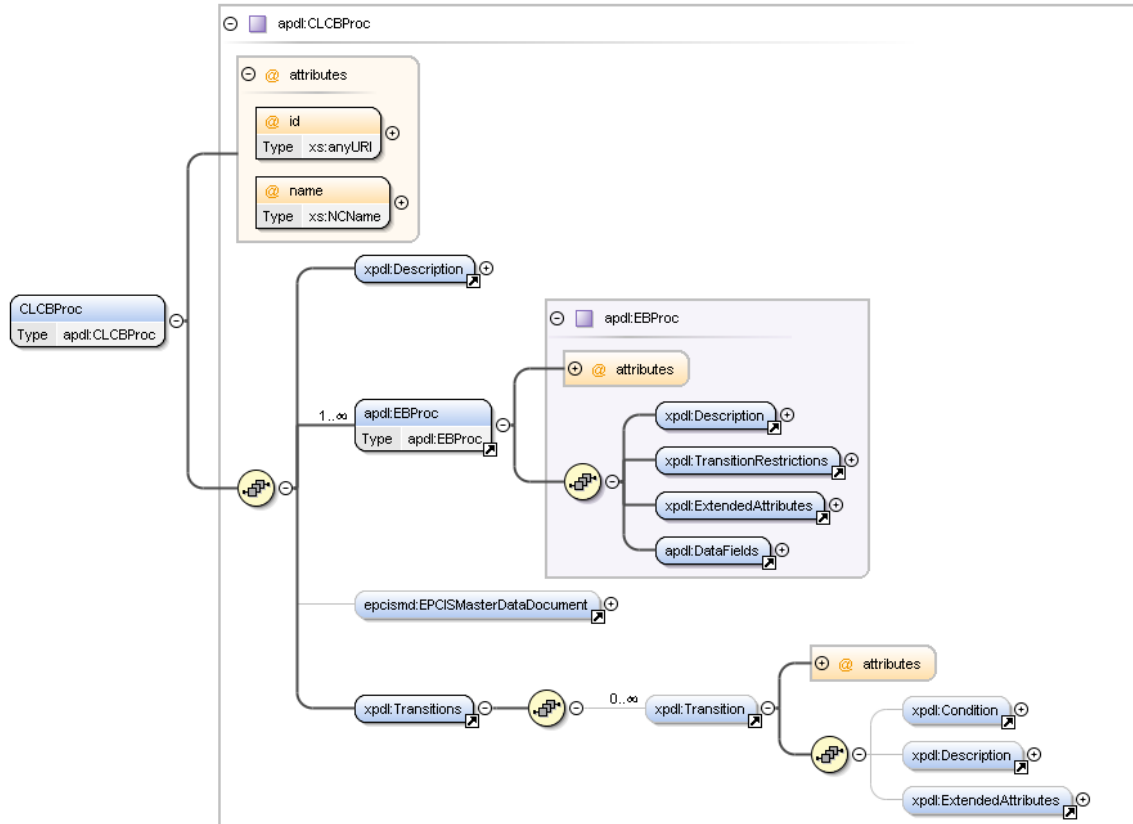 apdl:CLCBProc
@ attributes
@ id
Type xs:anyURI
@ name
Type xs:NCName
xpdl:Description
CLCBProc
Type apdl:CLCBProc
apdl:EBProc
@ attributes
1..∞
apdl:EBProc
Type apdl:EBProc
xpdl:Description
xpdl:TransitionRestrictions
xpdl:ExtendedAttributes
apdl:DataFields
epcismd:EPCISMasterDataDocument
@ attributes
xpdl:Transitions
0..∞
xpdl:Transition
xpdl:Condition
xpdl:Description
xpdl:ExtendedAttributes